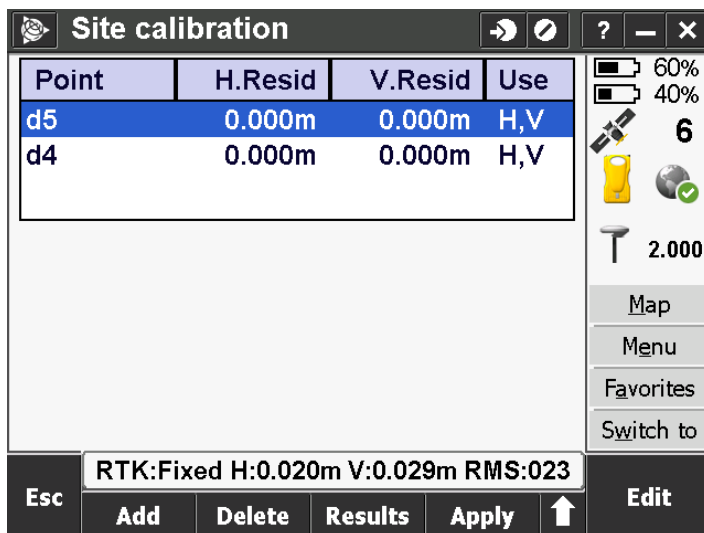 Site calibration ? – ×
Point H.Resid V.Resid Use
d5 0.000m 0.000m H,V
d4 0.000m 0.000m H,V
60%
40%
6
2.000
Map
Menu
Favorites
Switch to
RTK:Fixed H:0.020m V:0.029m RMS:023
Esc Add Delete Results Apply Edit